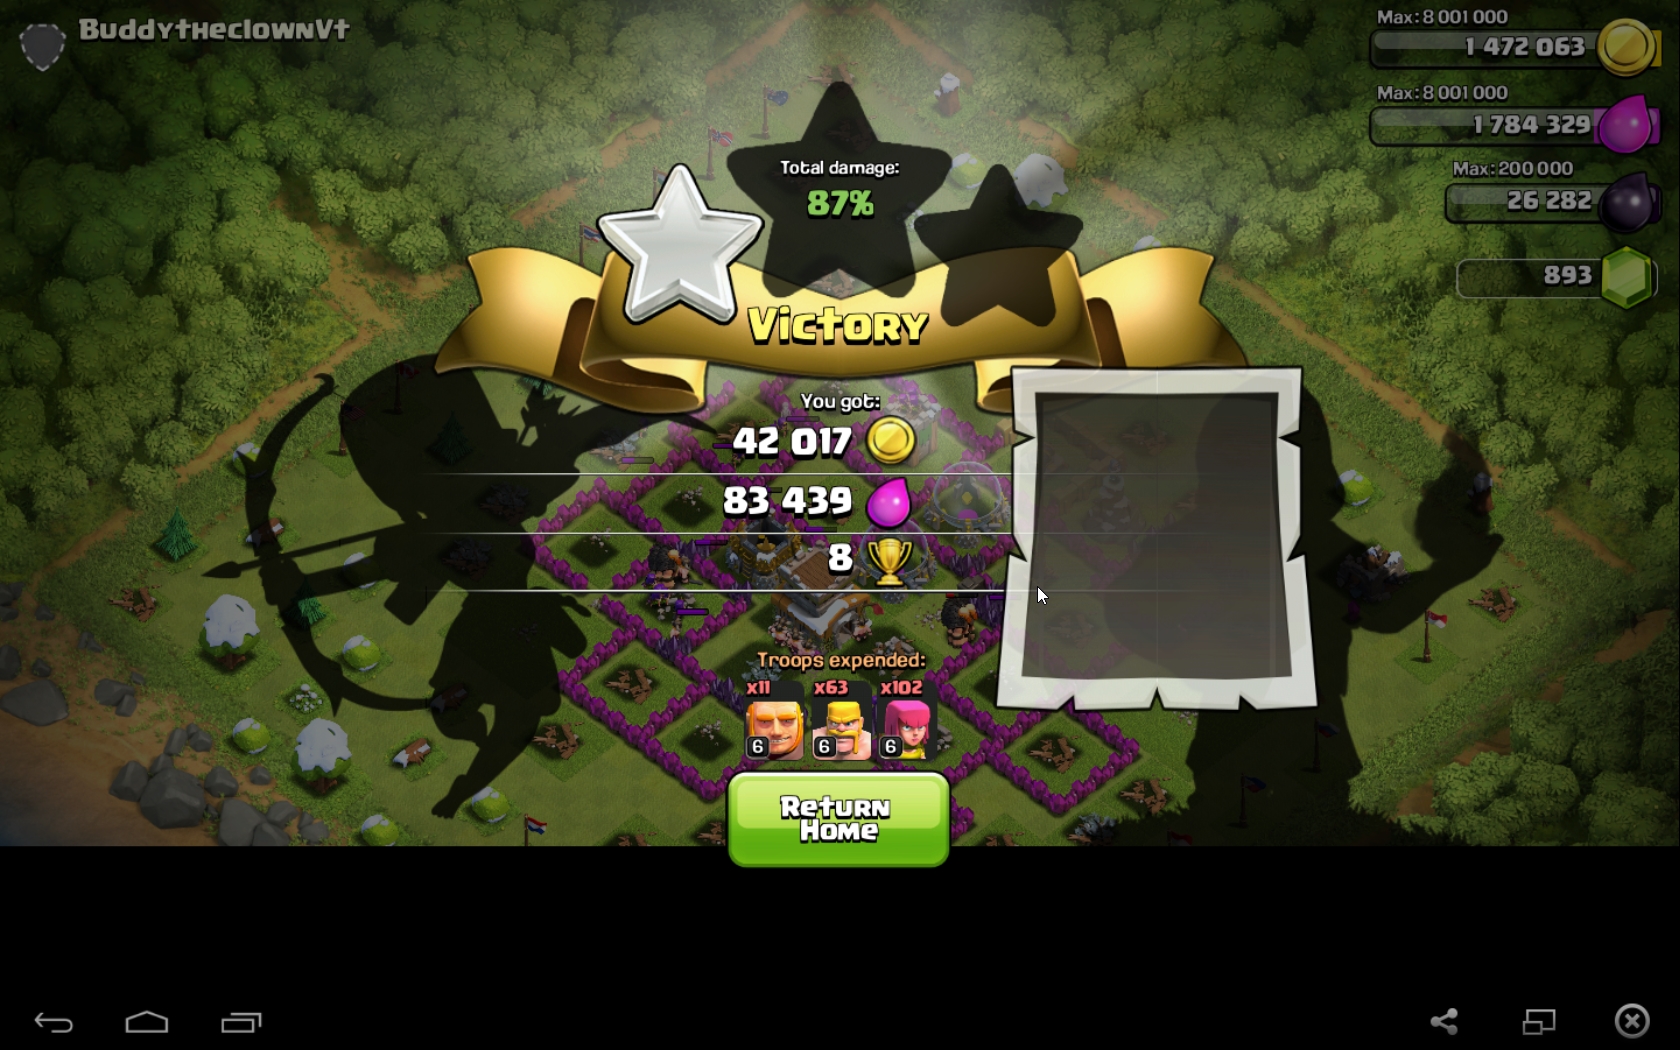 BuddytheclownVt
Max: 8 001 000
1 472 063
Max: 8 001 000
1 784 329
Max: 200 000
26 282
893
Total damage:
87%
Victory
You got:
42 017
83 439
8
Troops expended:
x11 x63 x102
6 6 6
Return
Home